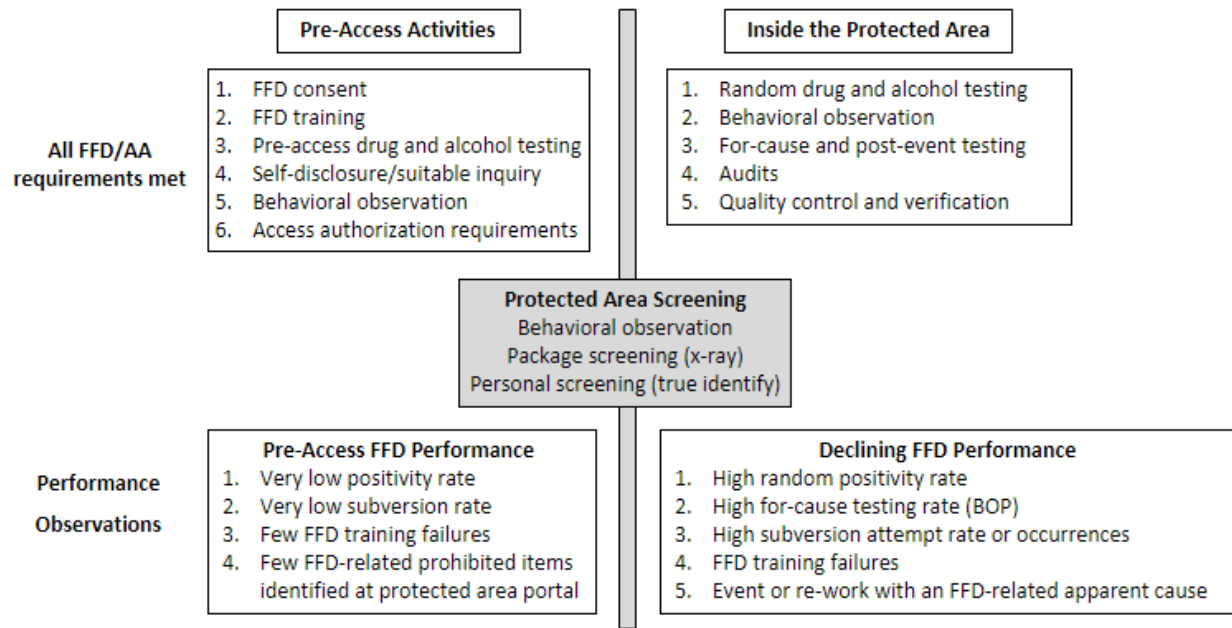 Pre-Access Activities
Inside the Protected Area
All FFD/AA
requirements met
1. FFD consent
2. FFD training
3. Pre-access drug and alcohol testing
4. Self-disclosure/suitable inquiry
5. Behavioral observation
6. Access authorization requirements
1. Random drug and alcohol testing
2. Behavioral observation
3. For-cause and post-event testing
4. Audits
5. Quality control and verification
Protected Area Screening
Behavioral observation
Package screening (x-ray)
Personal screening (true identify)
Performance
Observations
Pre-Access FFD Performance
1. Very low positivity rate
2. Very low subversion rate
3. Few FFD training failures
4. Few FFD-related prohibited items
identified at protected area portal
Declining FFD Performance
1. High random positivity rate
2. High for-cause testing rate (BOP)
3. High subversion attempt rate or occurrences
4. FFD training failures
5. Event or re-work with an FFD-related apparent cause